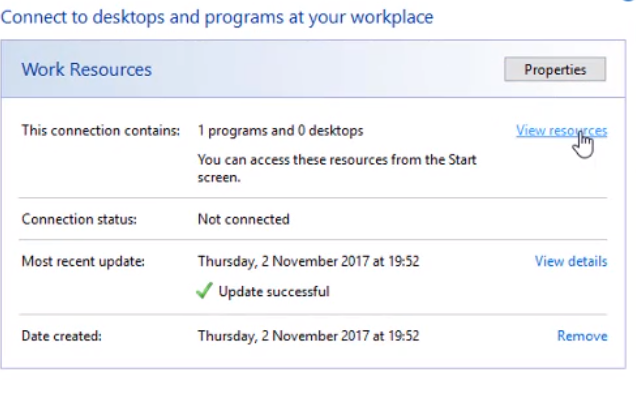 Connect to desktops and programs at your workplace
Work Resources
Properties
This connection contains: 1 programs and 0 desktops View resources
You can access these resources from the Start
screen.
Connection status: Not connected
Most recent update: Thursday, 2 November 2017 at 19:52 View details
Update successful
Date created: Thursday, 2 November 2017 at 19:52 Remove